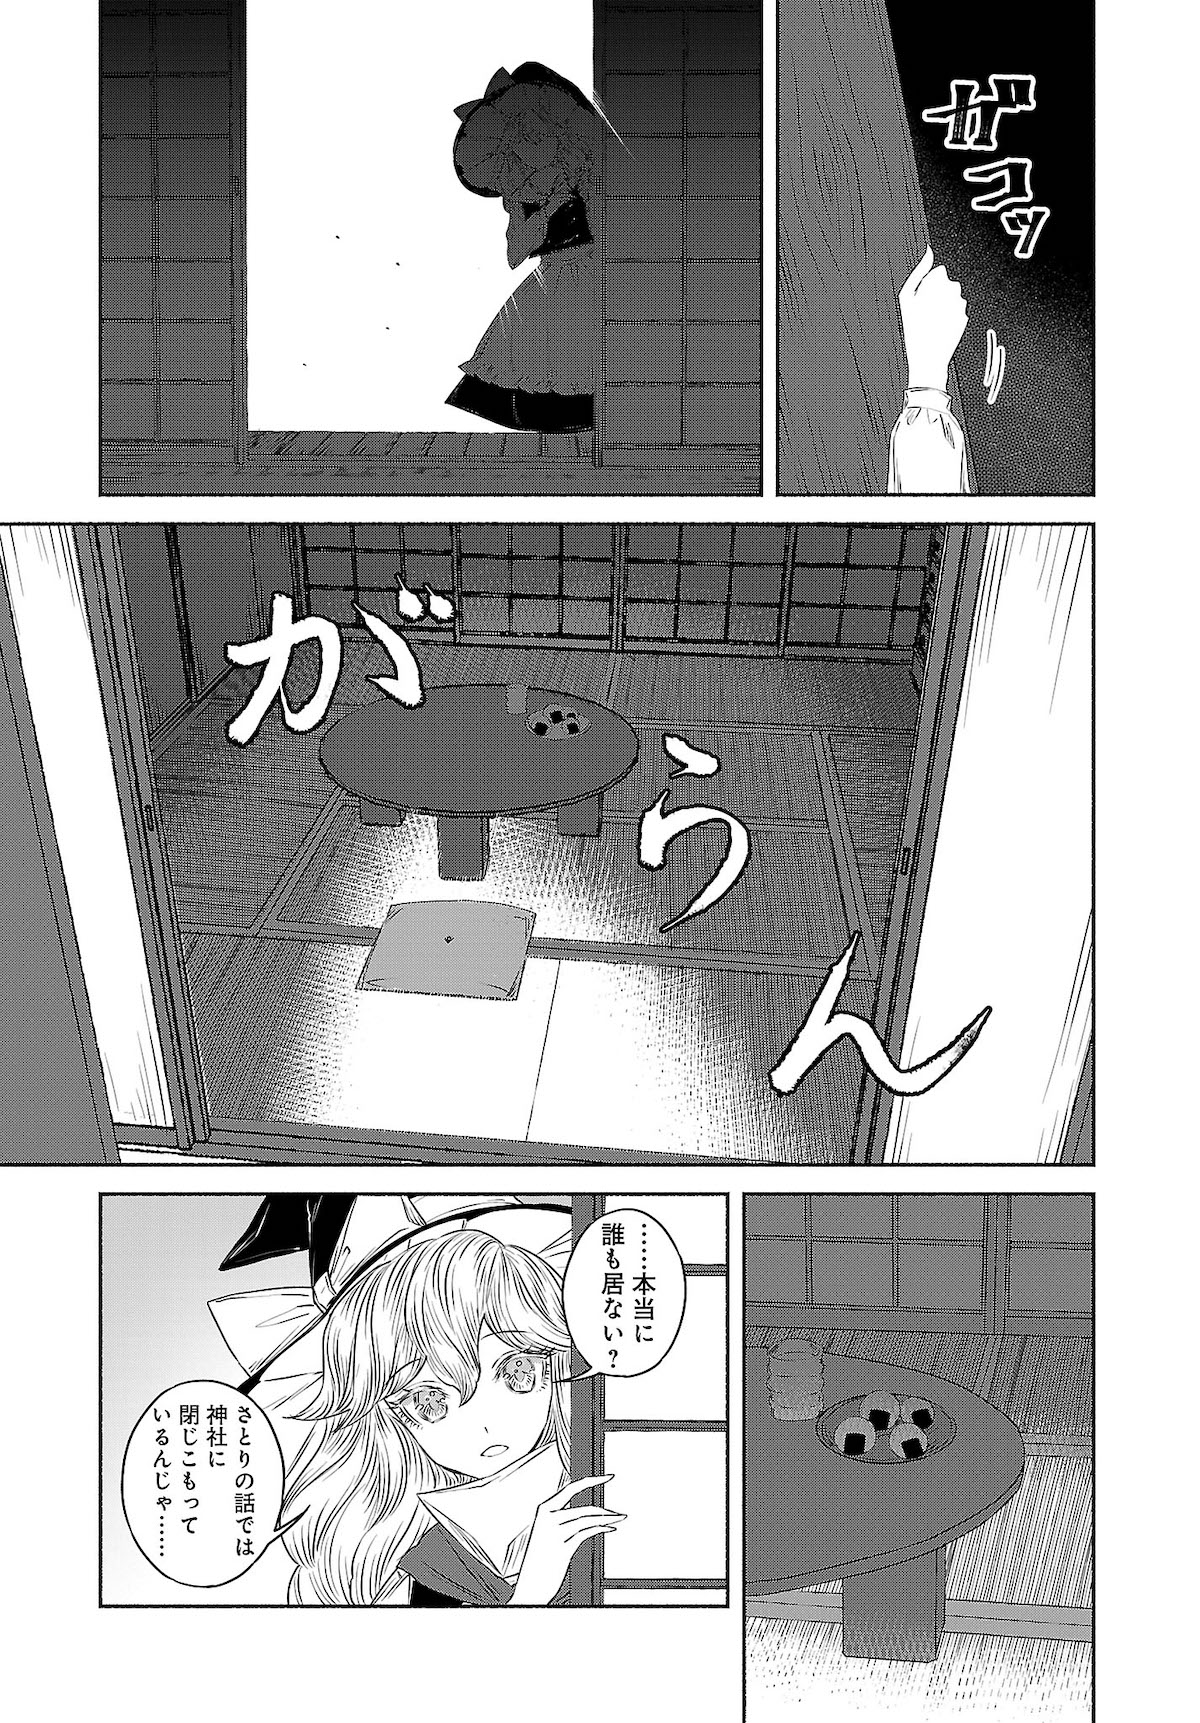 ガコッ
がらん
……本当に
誰も居ない？
さとりの話では
神社に
閉じこもって
いるんじゃ……